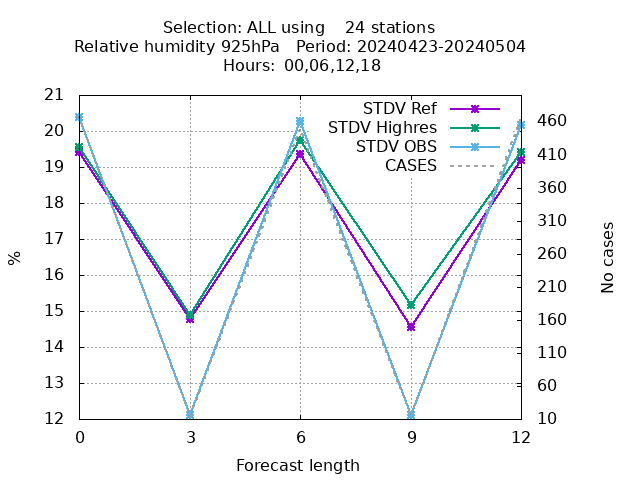 Selection: ALL using    24 stations
Relative humidity 925hPa   Period: 20240423-20240504
Hours: 00,06,12,18
STDV Ref
STDV Highres
STDV OBS
CASES
21
20
19
18
17
16
15
14
13
12
%
460
410
360
310
260
210
160
110
60
10
No cases
0 3 6 9 12
Forecast length